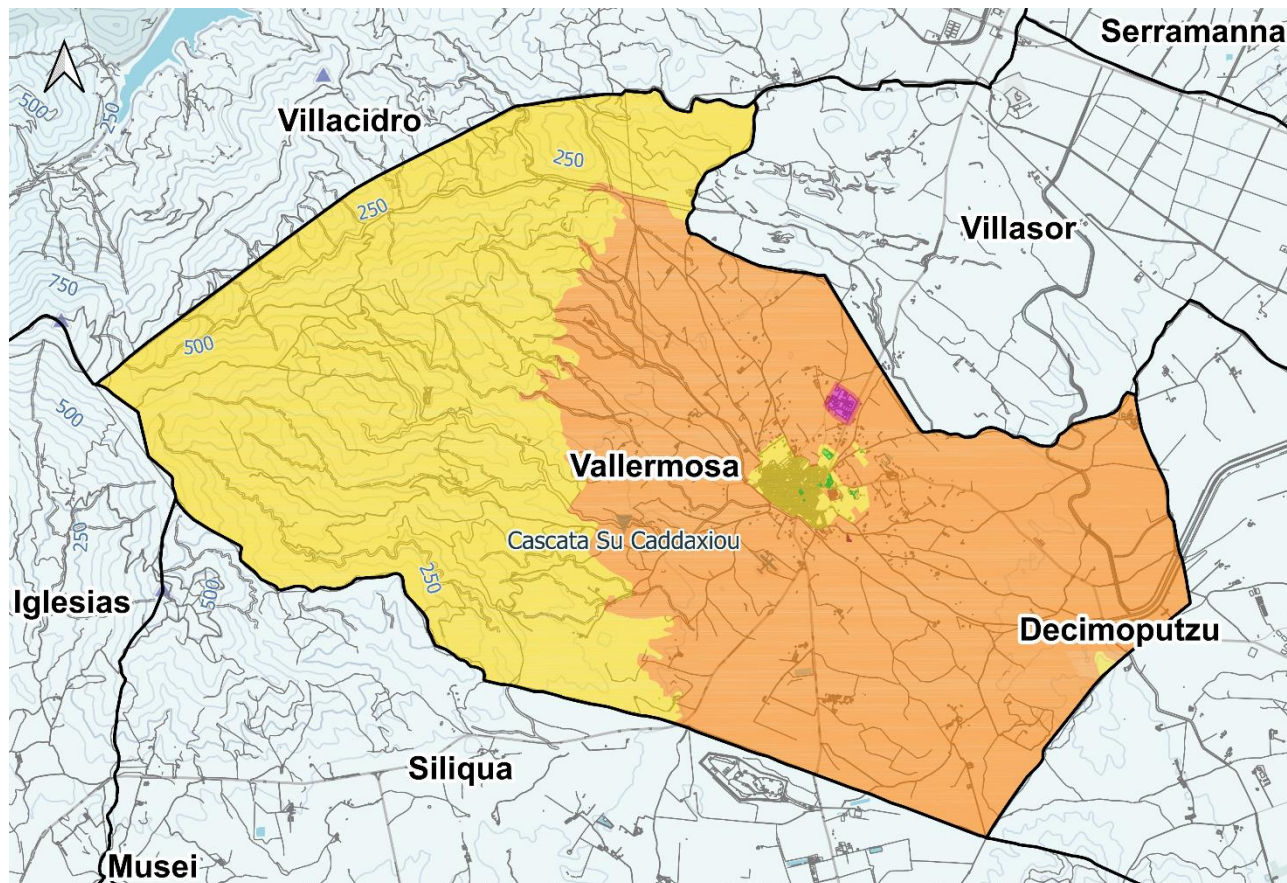 Serramanna
Villacidro
500
250
250
Villasor
250
750
500
500
Vallermosa
Cascata Su Caddaxiou
250
250
500
Iglesias
Decimoputzu
Siliqua
Musei